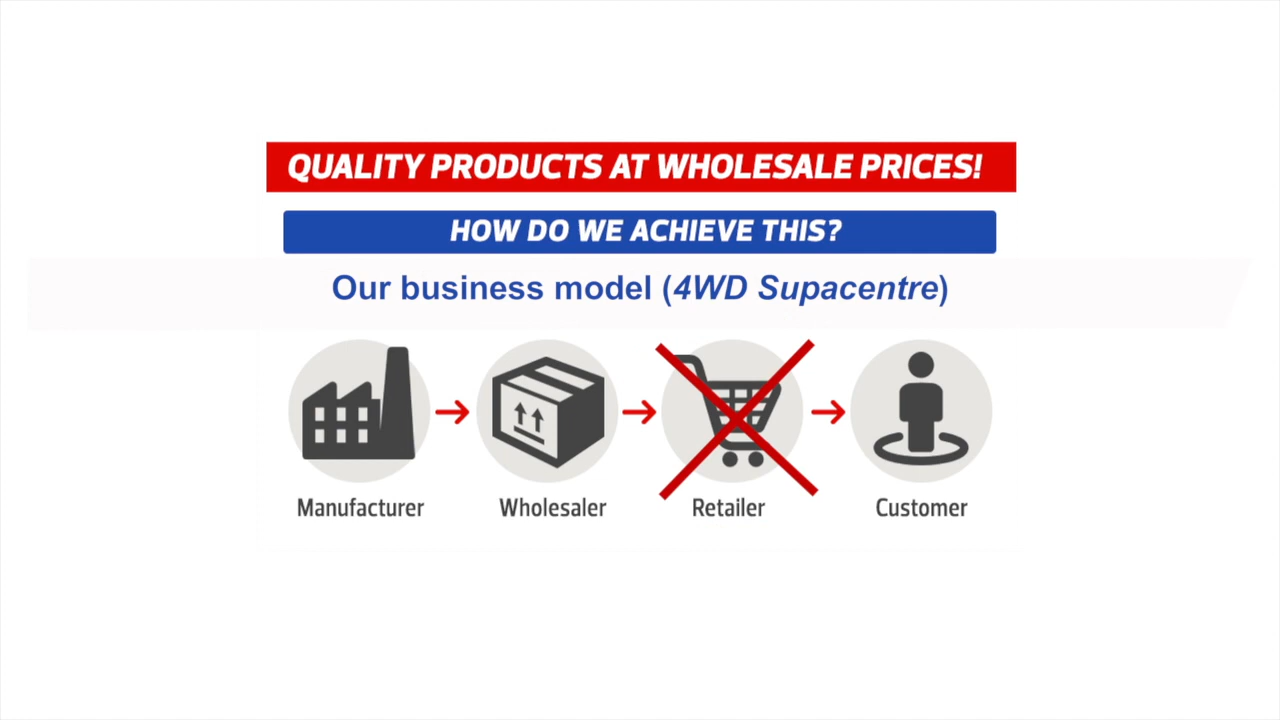 QUALITY PRODUCTS AT WHOLESALE PRICES!
HOW DO WE ACHIEVE THIS?
Our business model (4WD Supacentre)
Manufacturer Wholesaler Retailer Customer